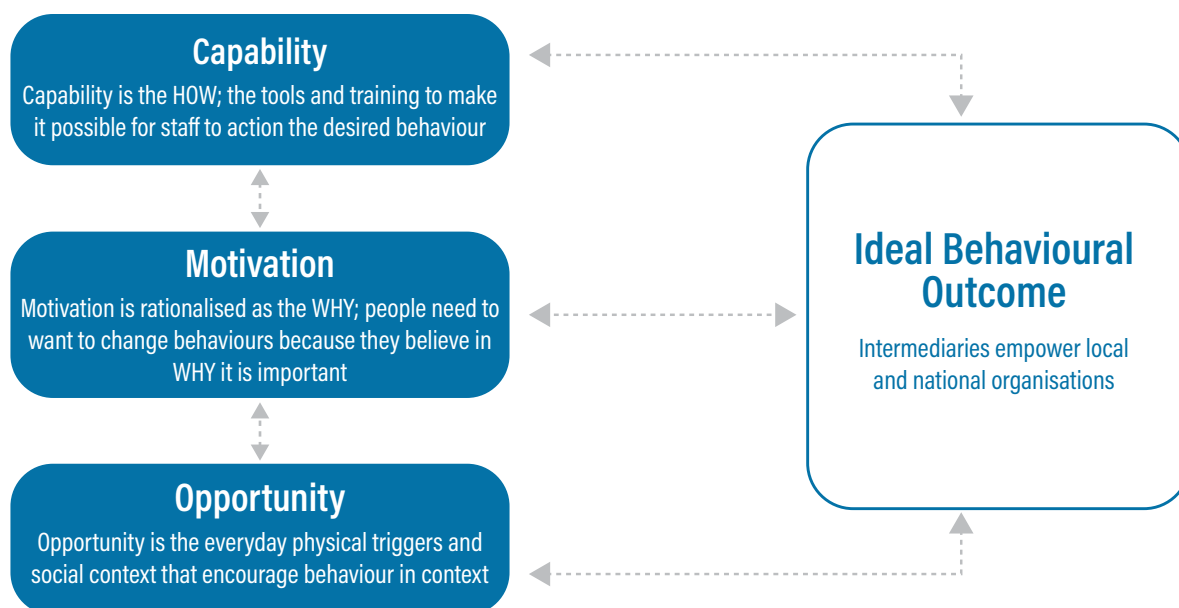 Capability
Capability is the HOW; the tools and training to make
it possible for staff to action the desired behaviour
Motivation
Motivation is rationalised as the WHY; people need to
want to change behaviours because they believe in
WHY it is important
Opportunity
Opportunity is the everyday physical triggers and
social context that encourage behaviour in context
Ideal Behavioural
Outcome
Intermediaries empower local
and national organisations